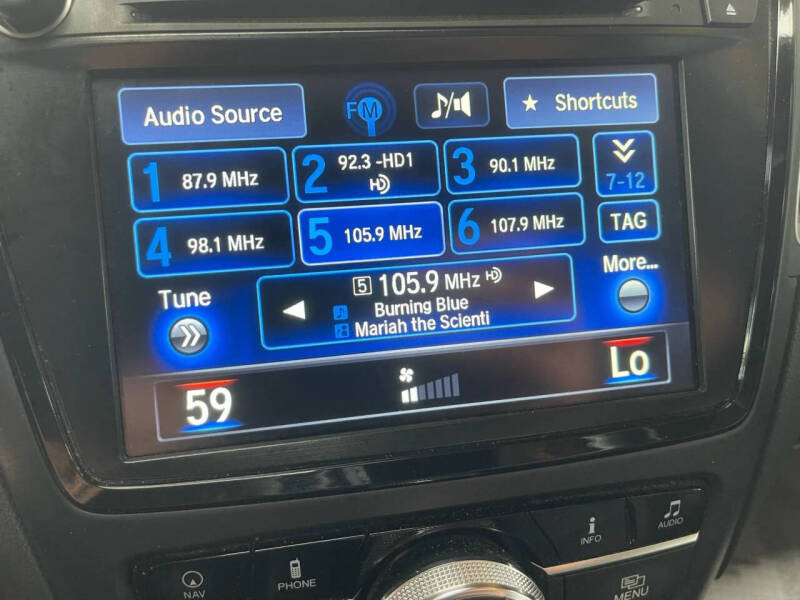 Audio Source
FM
Shortcuts
1 87.9 MHz
2 92.3 -HD1
HD
3 90.1 MHz
7-12
4 98.1 MHz
5 105.9 MHz
6 107.9 MHz
TAG
Tune
5 105.9 MHz HD
Burning Blue
Mariah the Scienti
More...
59
Lo
NAV
PHONE
INFO
AUDIO
MENU